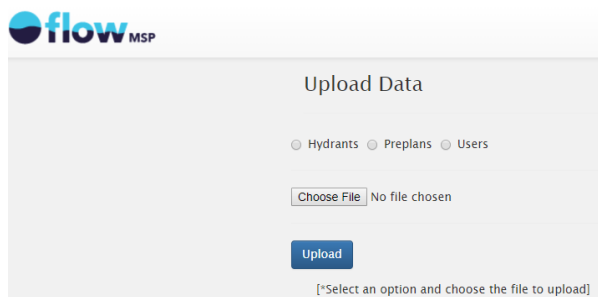 flow MSP
Upload Data
Hydrants Preplans Users
Choose File No file chosen
Upload
[*Select an option and choose the file to upload]